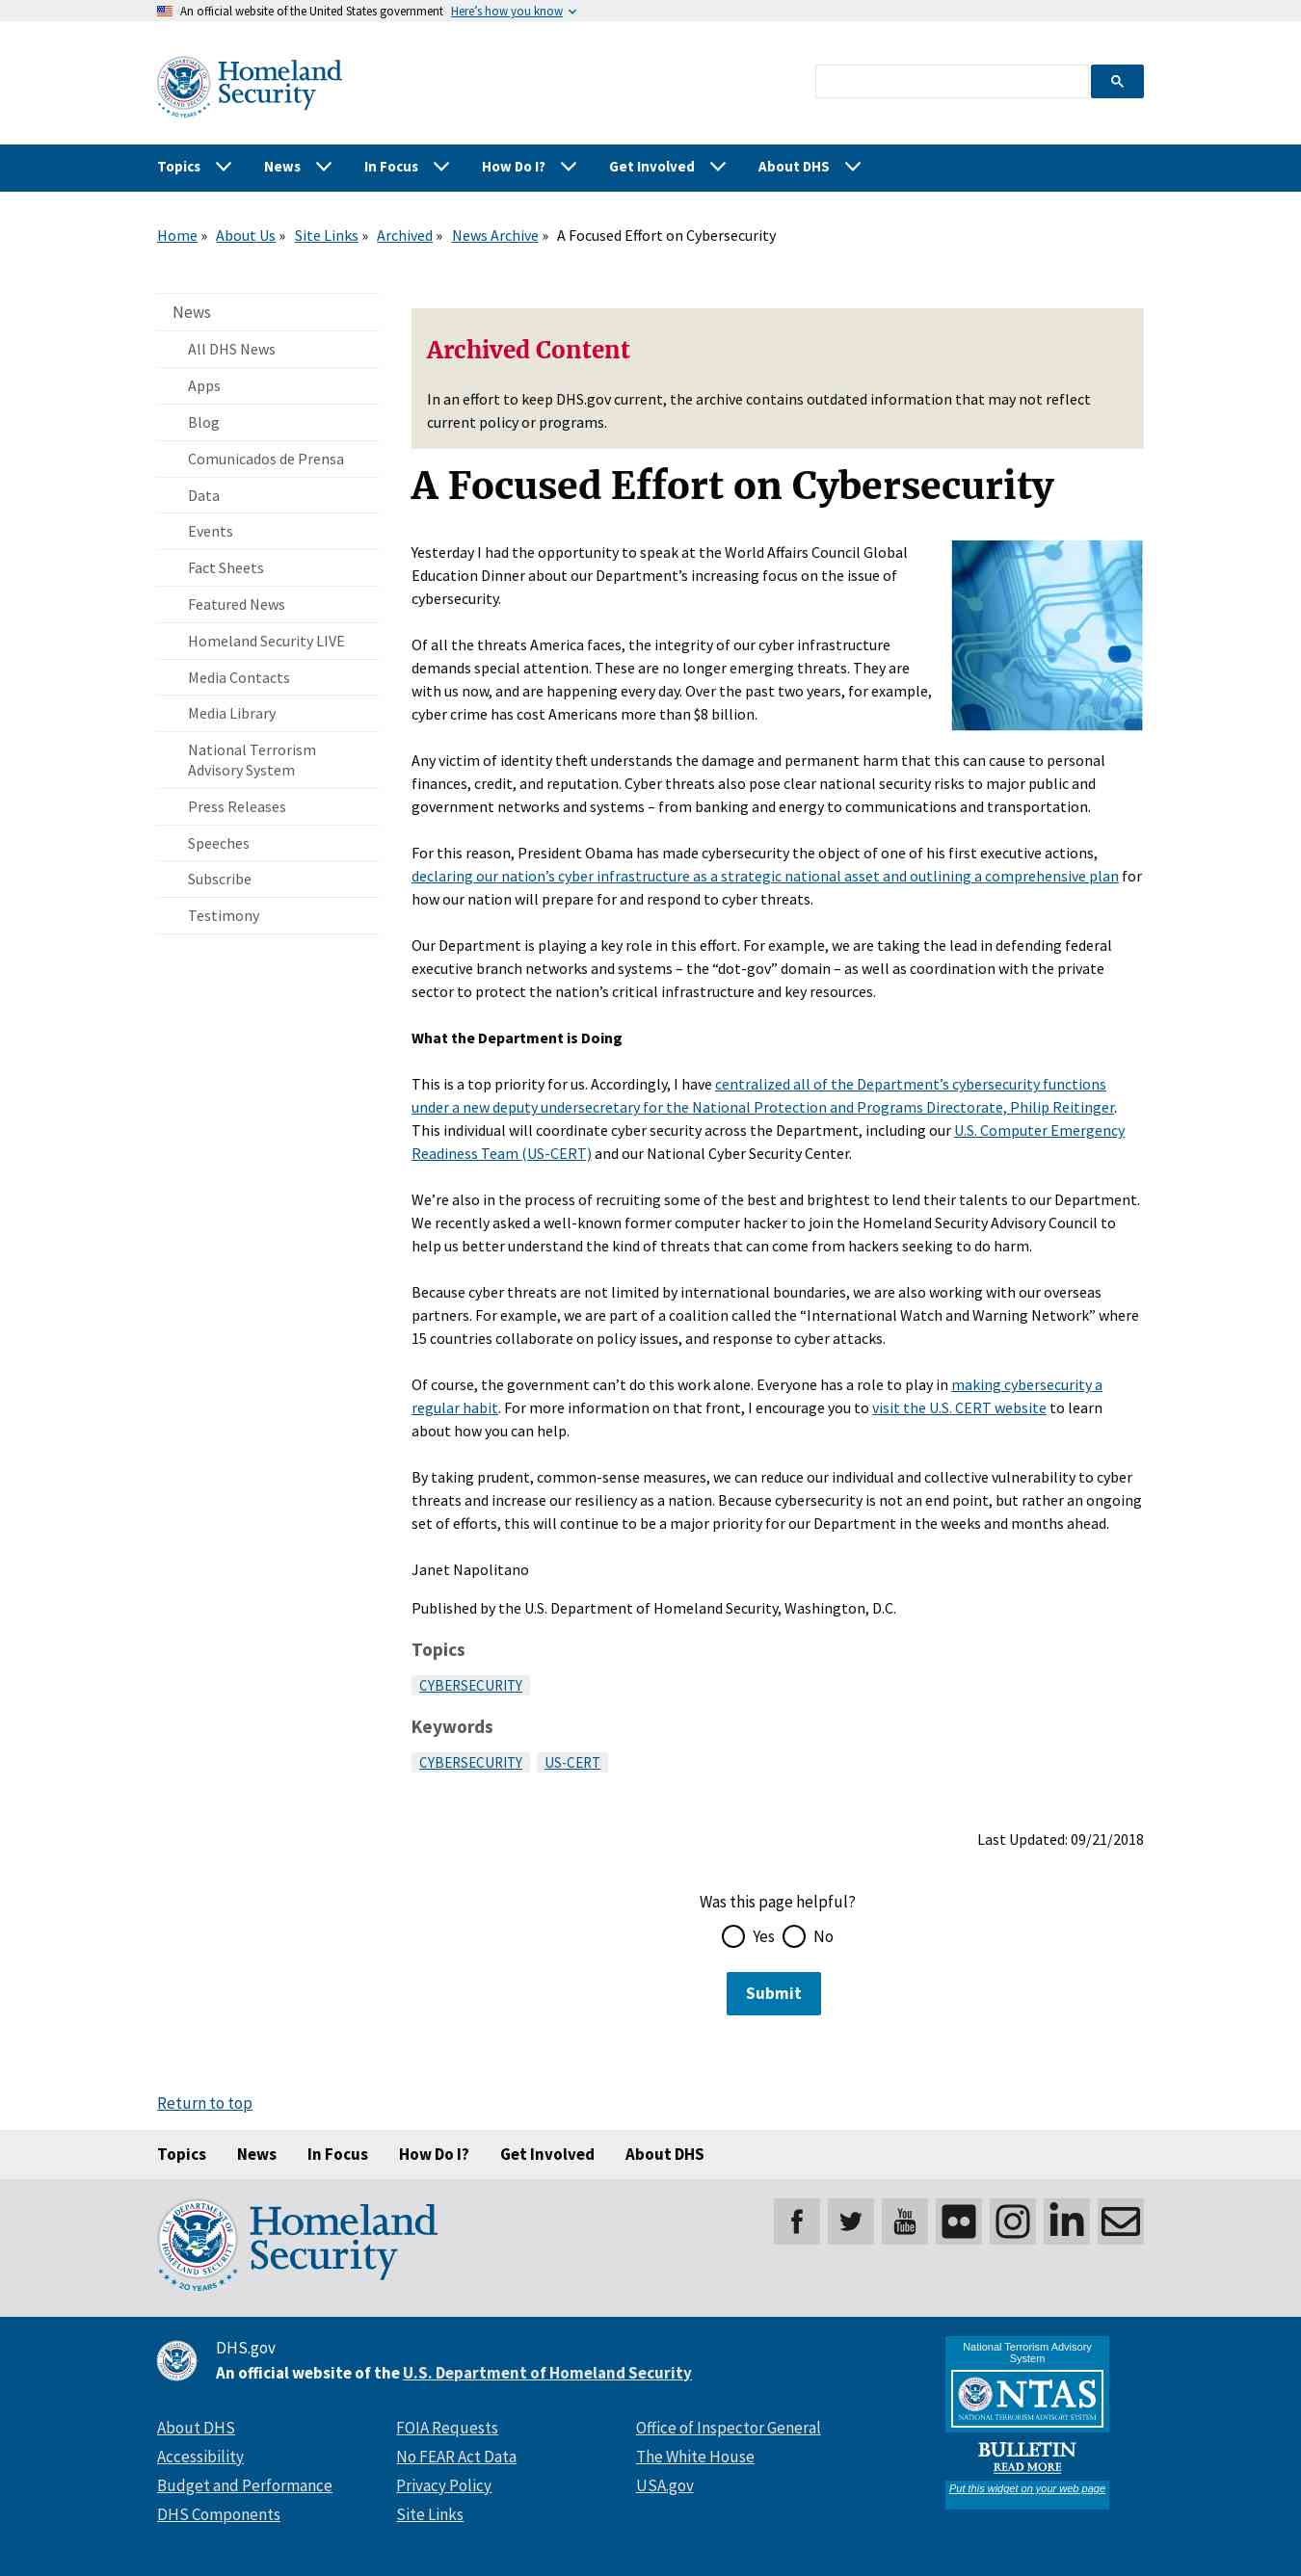 An official website of the United States government Here’s how you know
Homeland
Security
Topics News In Focus How Do I? Get Involved About DHS
Home » About Us » Site Links » Archived » News Archive » A Focused Effort on Cybersecurity
News
All DHS News
Apps
Blog
Comunicados de Prensa
Data
Events
Fact Sheets
Featured News
Homeland Security LIVE
Media Contacts
Media Library
National Terrorism
Advisory System
Press Releases
Speeches
Subscribe
Testimony
Archived Content
In an effort to keep DHS.gov current, the archive contains outdated information that may not reflect
current policy or programs.
A Focused Effort on Cybersecurity
Yesterday I had the opportunity to speak at the World Affairs Council Global
Education Dinner about our Department’s increasing focus on the issue of
cybersecurity.
Of all the threats America faces, the integrity of our cyber infrastructure
demands special attention. These are no longer emerging threats. They are
with us now, and are happening every day. Over the past two years, for example,
cyber crime has cost Americans more than $8 billion.
Any victim of identity theft understands the damage and permanent harm that this can cause to personal
finances, credit, and reputation. Cyber threats also pose clear national security risks to major public and
government networks and systems – from banking and energy to communications and transportation.
For this reason, President Obama has made cybersecurity the object of one of his first executive actions,
declaring our nation’s cyber infrastructure as a strategic national asset and outlining a comprehensive plan for
how our nation will prepare for and respond to cyber threats.
Our Department is playing a key role in this effort. For example, we are taking the lead in defending federal
executive branch networks and systems – the “dot-gov” domain – as well as coordination with the private
sector to protect the nation’s critical infrastructure and key resources.
What the Department is Doing
This is a top priority for us. Accordingly, I have centralized all of the Department’s cybersecurity functions
under a new deputy undersecretary for the National Protection and Programs Directorate, Philip Reitinger.
This individual will coordinate cyber security across the Department, including our U.S. Computer Emergency
Readiness Team (US-CERT) and our National Cyber Security Center.
We’re also in the process of recruiting some of the best and brightest to lend their talents to our Department.
We recently asked a well-known former computer hacker to join the Homeland Security Advisory Council to
help us better understand the kind of threats that can come from hackers seeking to do harm.
Because cyber threats are not limited by international boundaries, we are also working with our overseas
partners. For example, we are part of a coalition called the “International Watch and Warning Network” where
15 countries collaborate on policy issues, and response to cyber attacks.
Of course, the government can’t do this work alone. Everyone has a role to play in making cybersecurity a
regular habit. For more information on that front, I encourage you to visit the U.S. CERT website to learn
about how you can help.
By taking prudent, common-sense measures, we can reduce our individual and collective vulnerability to cyber
threats and increase our resiliency as a nation. Because cybersecurity is not an end point, but rather an ongoing
set of efforts, this will continue to be a major priority for our Department in the weeks and months ahead.
Janet Napolitano
Published by the U.S. Department of Homeland Security, Washington, D.C.
Topics
CYBERSECURITY
Keywords
CYBERSECURITY US-CERT
Last Updated: 09/21/2018
Was this page helpful?
Yes No
Submit
Return to top
Topics News In Focus How Do I? Get Involved About DHS
U.S. DEPARTMENT OF
HOMELAND SECURITY
20 YEARS
Homeland
Security
You
Tube
DHS.gov
An official website of the U.S. Department of Homeland Security
About DHS
Accessibility
Budget and Performance
DHS Components
FOIA Requests
No FEAR Act Data
Privacy Policy
Site Links
Office of Inspector General
The White House
USA.gov
National Terrorism Advisory
System
NTAS
NATIONAL TERRORISM ADVISORY SYSTEM
BULLETIN
READ MORE
Put this widget on your web page